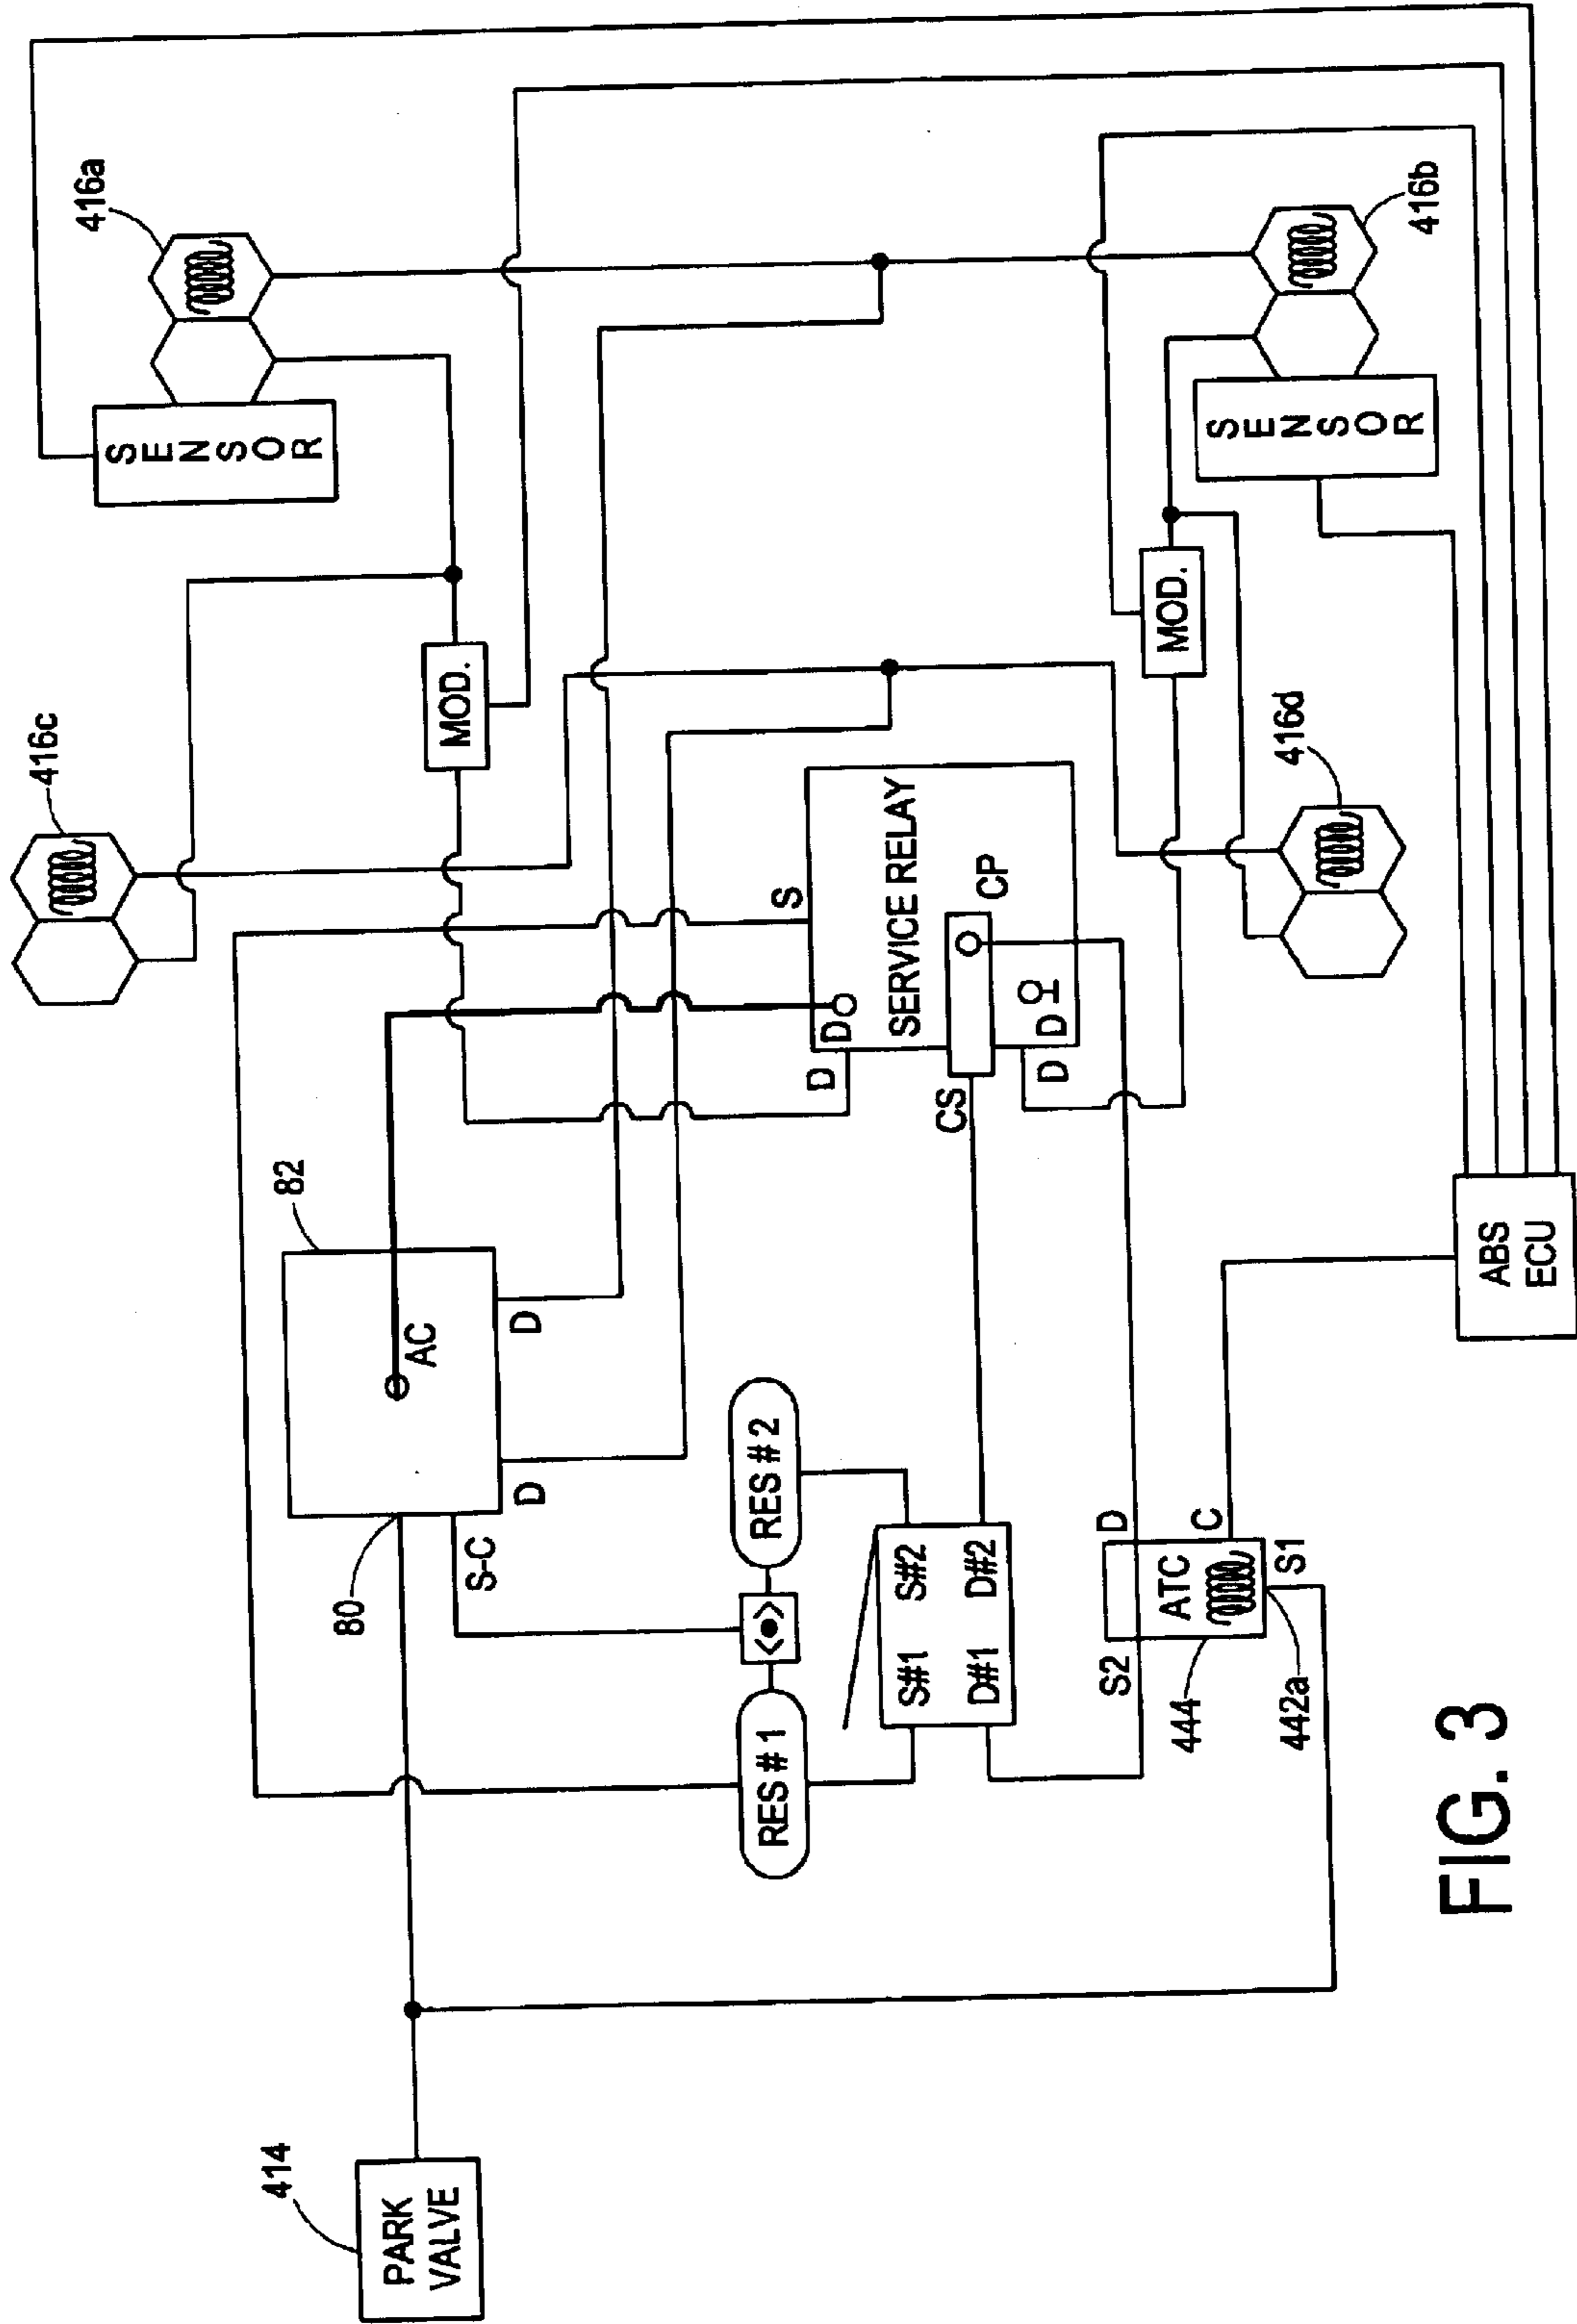 416a
SENSOR
416c
MOD.
82
80
AC
D
D
S-C
S
SERVICE RELAY
D
D
CP
CS
D
D
416b
SENSOR
MOD.
416d
RES # 1
RES # 2
S#1 S#2
D#1 D#2
S2
D
ATC
C
S1
444
442a
ABS
ECU
414
PARK
VALVE
FIG. 3